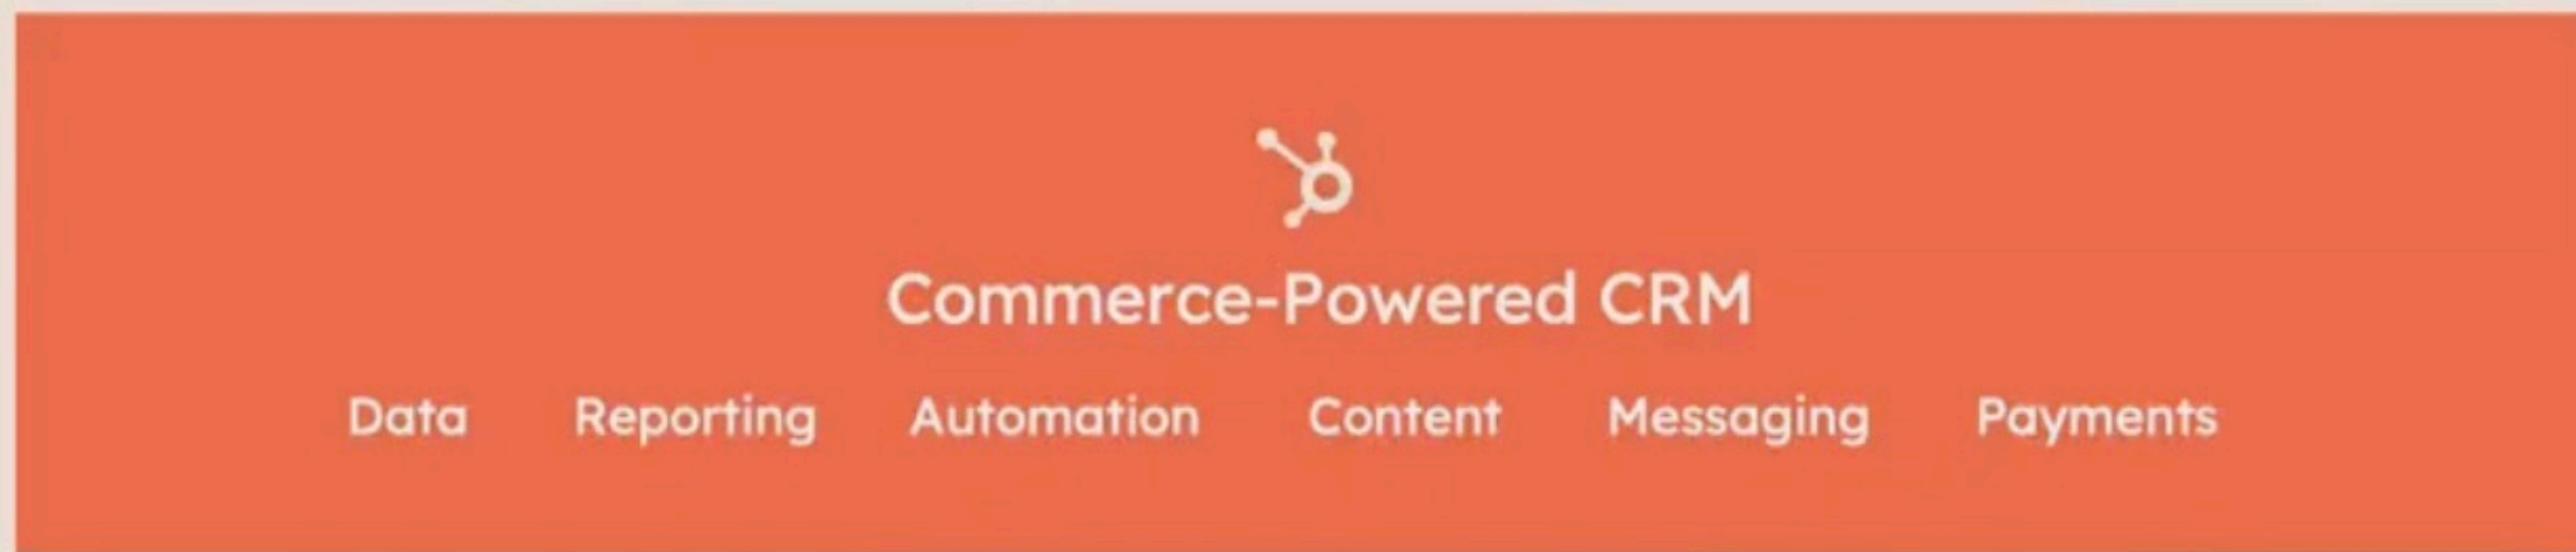 Commerce-Powered CRM
Data Reporting Automation Content Messaging Payments